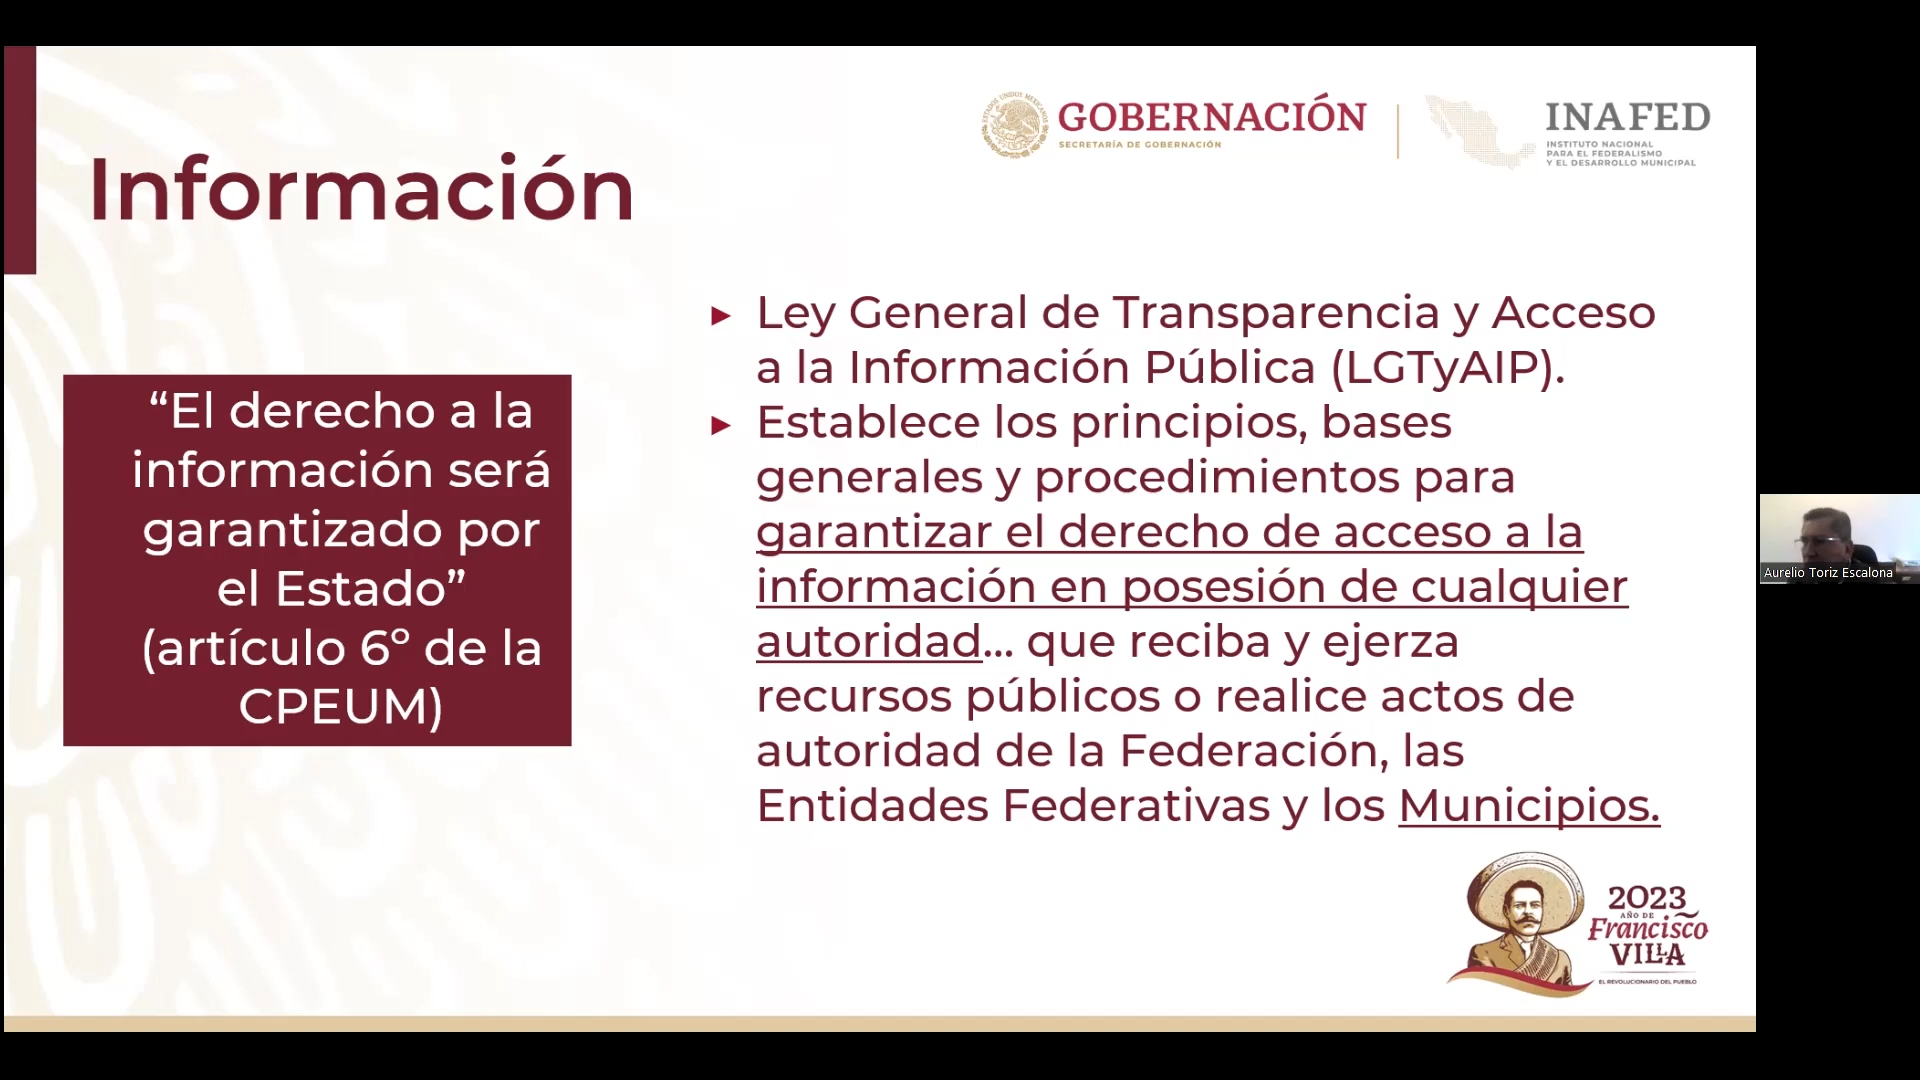 GOBERNACIÓN
SECRETARÍA DE GOBERNACIÓN
INAFED
INSTITUTO NACIONAL
PARA EL FEDERALISMO
Y EL DESARROLLO MUNICIPAL
Información
“El derecho a la
información será
garantizado por
el Estado”
(artículo 6º de la
CPEUM)
Ley General de Transparencia y Acceso
a la Información Pública (LGTyAIP).
Establece los principios, bases
generales y procedimientos para
garantizar el derecho de acceso a la
información en posesión de cualquier
autoridad... que reciba y ejerza
recursos públicos o realice actos de
autoridad de la Federación, las
Entidades Federativas y los Municipios.
Aurelio Toriz Escalona
2023
AÑO DE
Francisco
VILLA
EL REVOLUCIONARIO DEL PUEBLO
ESTADOS UNIDOS MEXICANOS